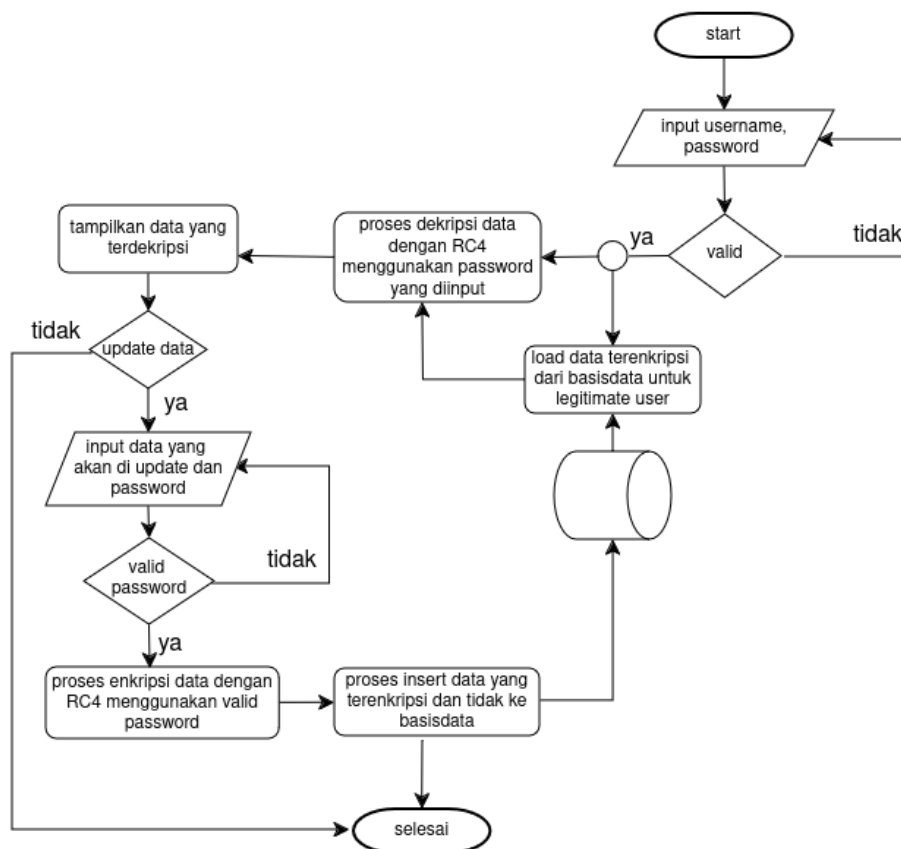 start
input username,
password
valid
tidak
ya
proses dekripsi data
dengan RC4
menggunakan password
yang diinput
tampilkan data yang
terdekripsi
load data terenkripsi
dari basisdata untuk
legitimate user
update data
tidak
ya
input data yang
akan di update dan
password
valid
password
tidak
ya
proses enkripsi data dengan
RC4 menggunakan valid
password
proses insert data yang
terenkripsi dan tidak ke
basisdata
selesai